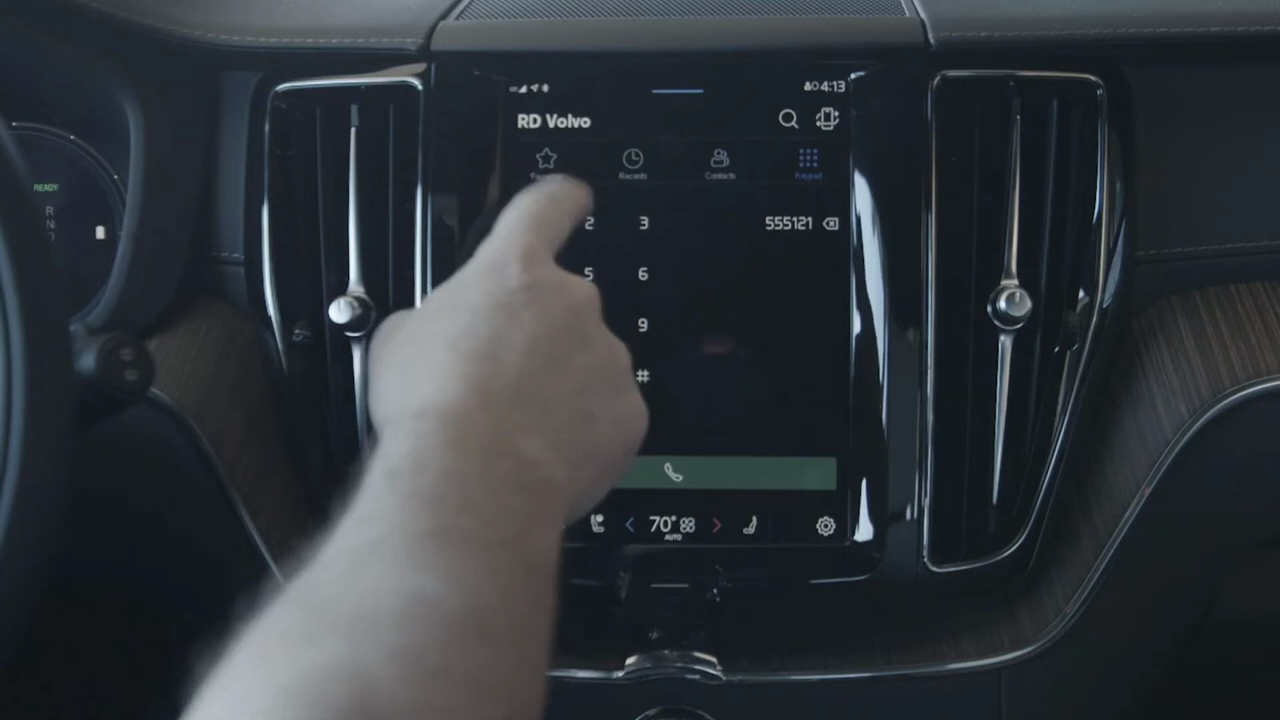 4:13
RD Volvo
Recents Contacts Keypad
READY
2 3 555121
R
N
5 6
9
#
70°
AUTO